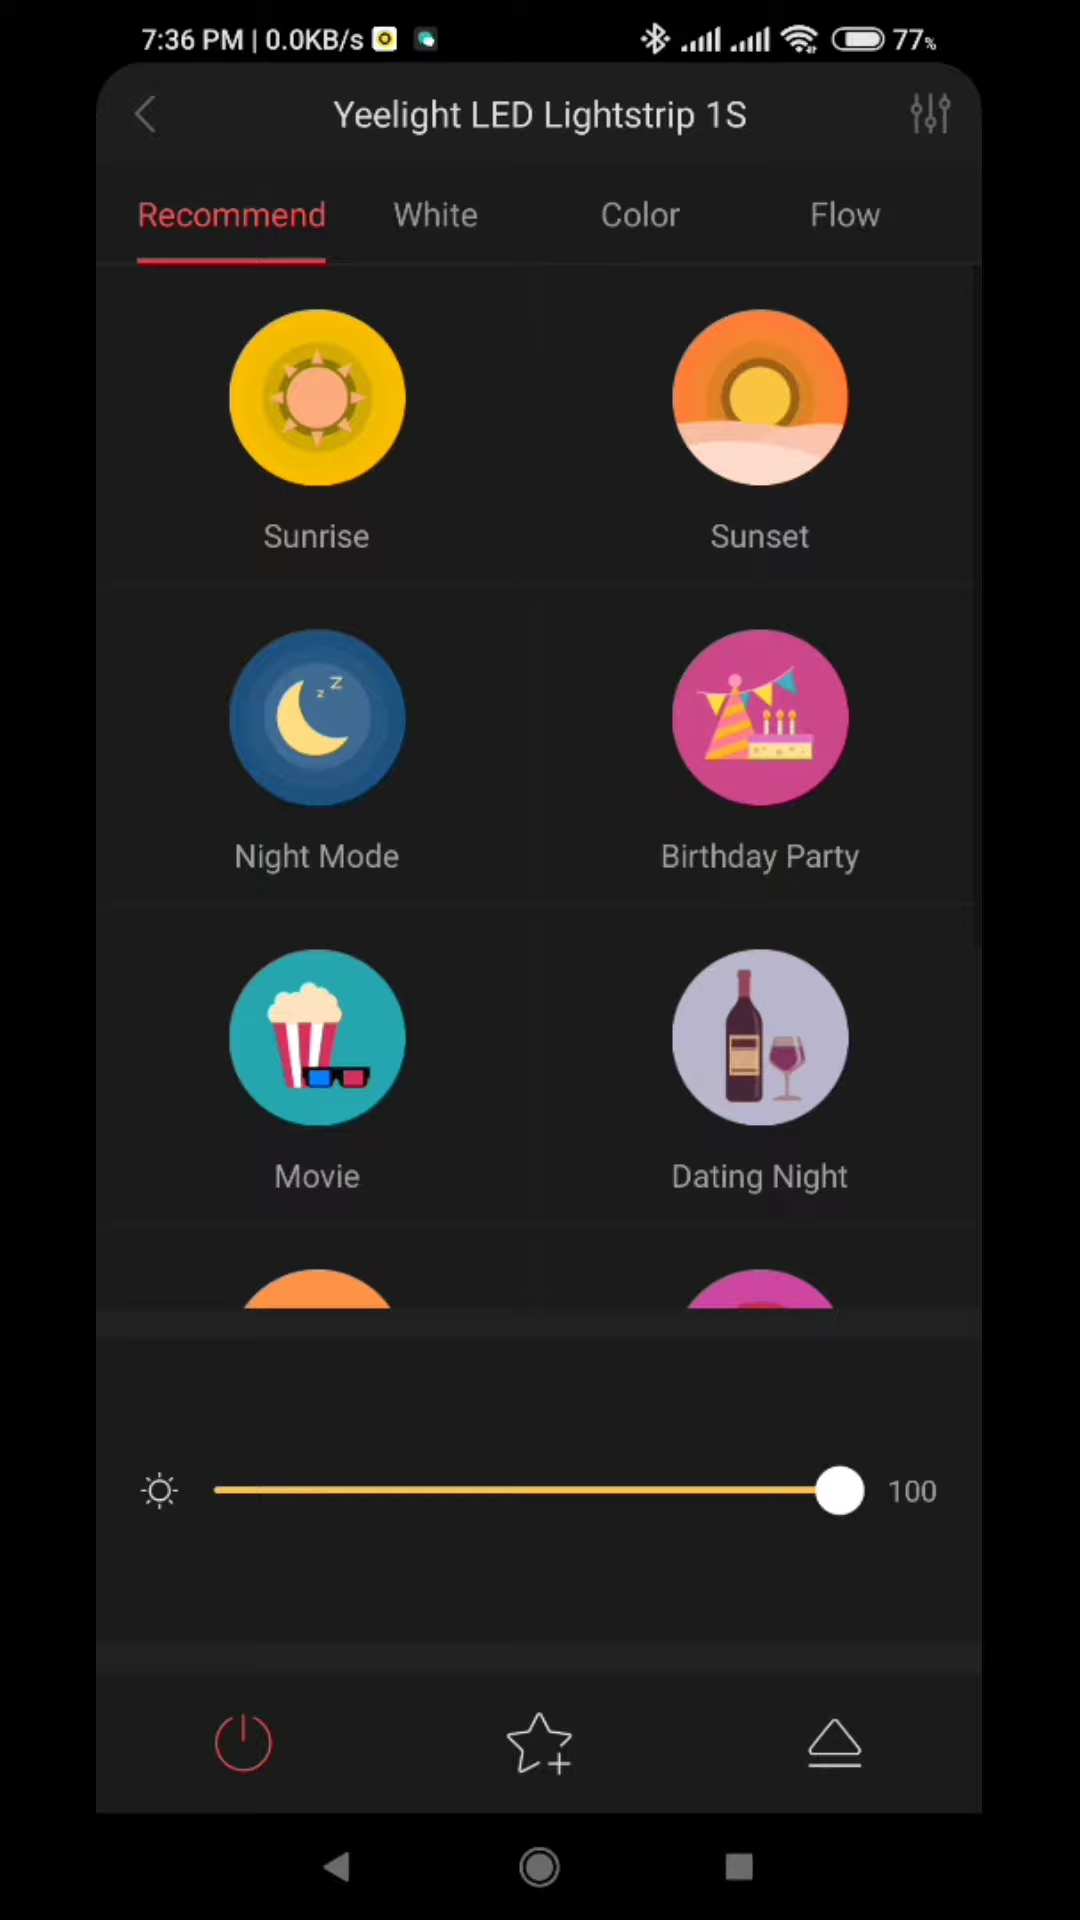 7:36 PM | 0.0KB/s 77%
Yeelight LED Lightstrip 1S
Recommend White Color Flow
Sunrise Sunset
z z
Night Mode Birthday Party
Movie Dating Night
100